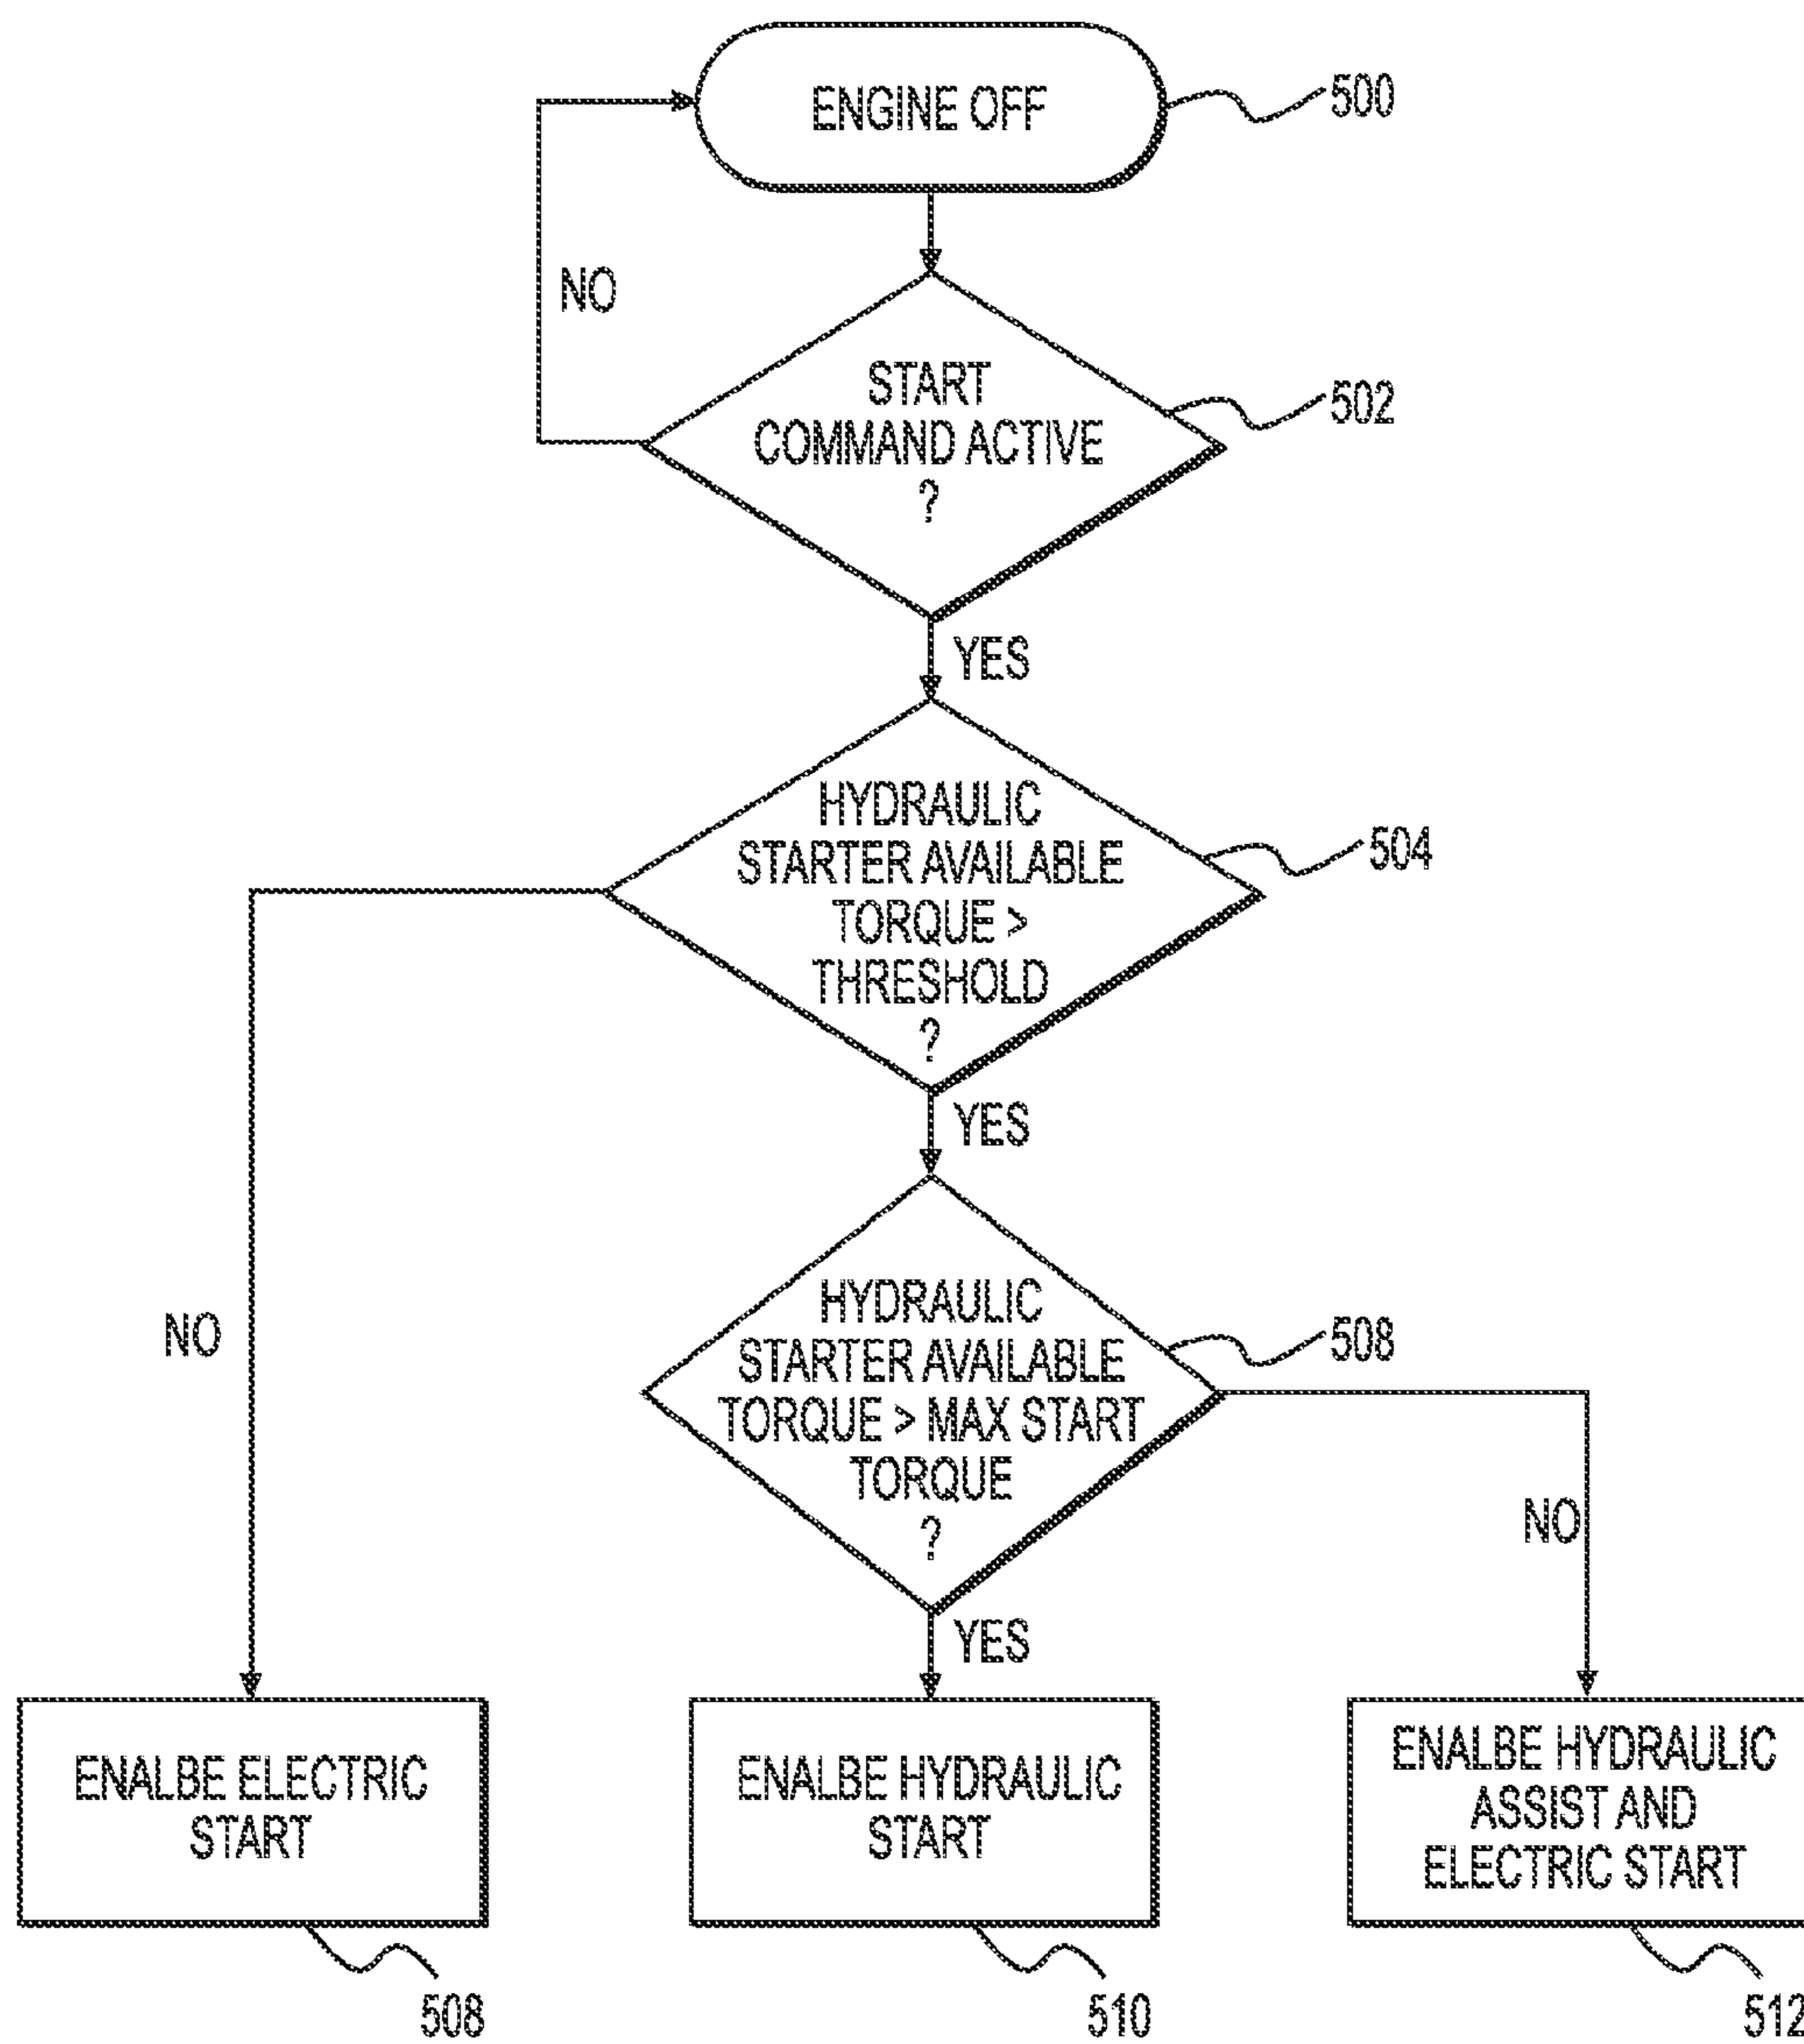 ENGINE OFF
500
NO
START
COMMAND ACTIVE
?
502
YES
HYDRAULIC
STARTER AVAILABLE
TORQUE >
THRESHOLD
?
504
YES
NO
HYDRAULIC
STARTER AVAILABLE
TORQUE > MAX START
TORQUE
?
508
NO
YES
ENALBE ELECTRIC
START
508
ENALBE HYDRAULIC
START
510
ENALBE HYDRAULIC
ASSIST AND
ELECTRIC START
512